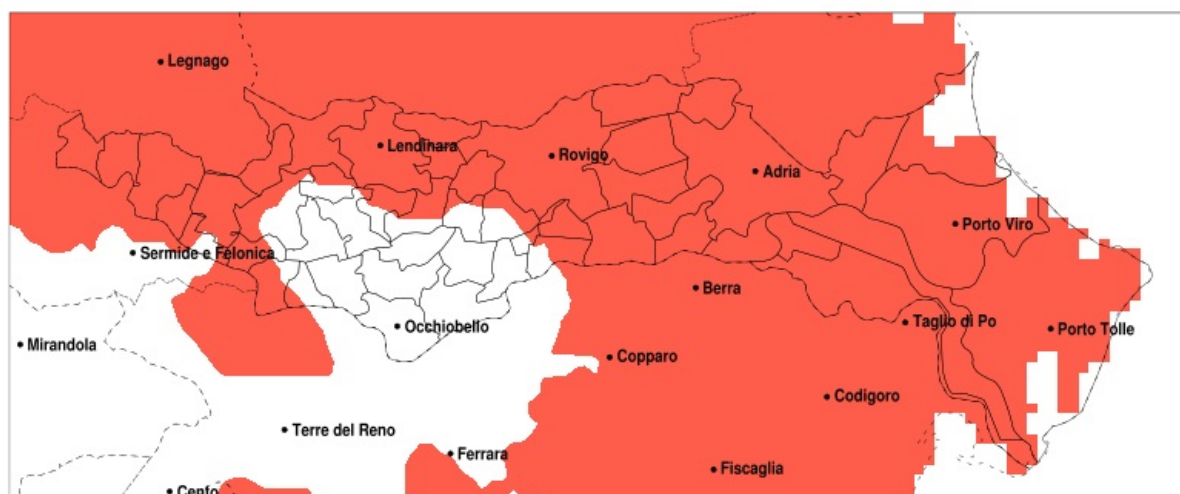 Legnago
Lendinara
Rovigo
Adria
Porto Viro
Sermide e Felonica
Berra
Taglio di Po
Porto Tolle
Occhiobello
Mirandola
Copparo
Codigoro
Terre del Reno
Ferrara
Fiscaglia
Cento